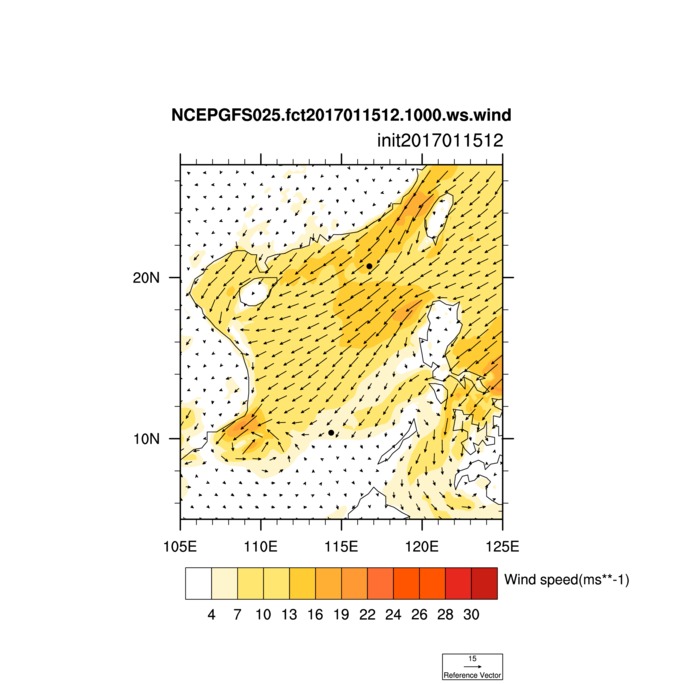 NCEPGFS025.fct2017011512.1000.ws.wind
init2017011512
20N
10N
105E 110E 115E 120E 125E
Wind speed(ms**-1)
4 7 10 13 16 19 22 24 26 28 30
15
Reference Vector